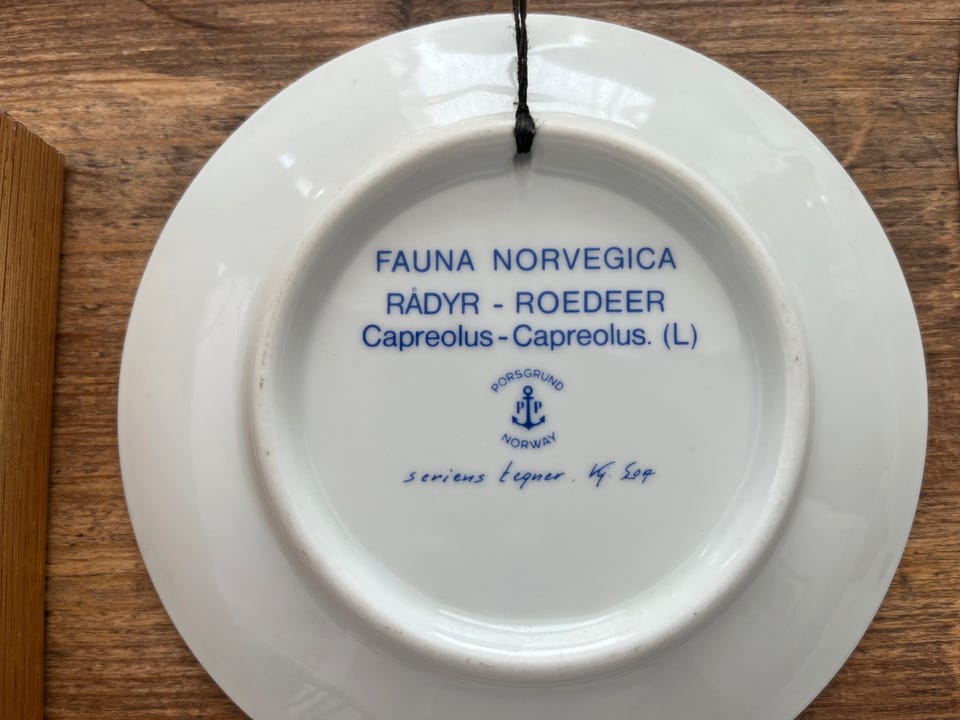 FAUNA NORVEGICA
RÅDYR - ROEDEER
Capreolus-Capreolus. (L)
PORSGRUND
P P
NORWAY
seriens tegner.